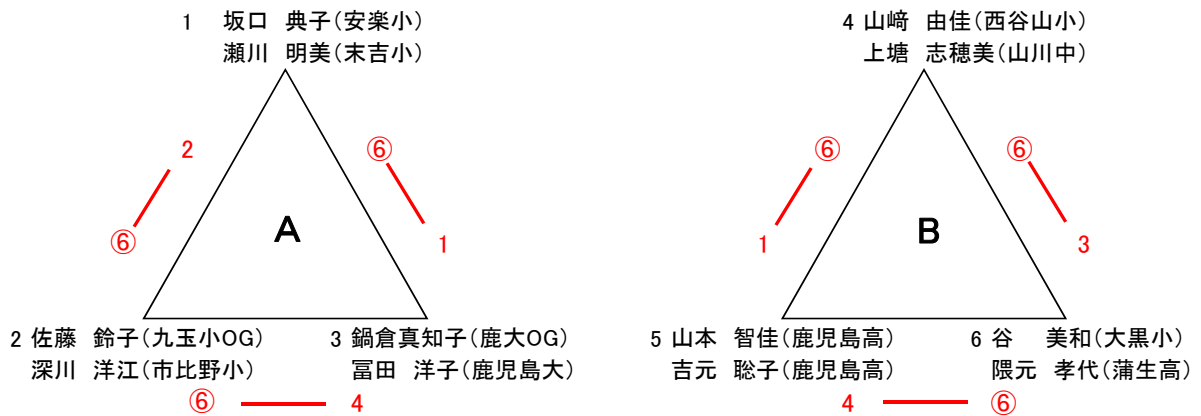 1 坂口 典子(安楽小)
瀬川 明美(末吉小)
4 山﨑 由佳(西谷山小)
上塘 志穂美(山川中)
2
⑥
⑥
1
A
⑥
1
⑥
3
B
2 佐藤 鈴子(九玉小OG)
深川 洋江(市比野小)
3 鍋倉真知子(鹿大OG)
冨田 洋子(鹿児島大)
⑥ 4
5 山本 智佳(鹿児島高)
吉元 聡子(鹿児島高)
6 谷 美和(大黒小)
隈元 孝代(蒲生高)
4 ⑥